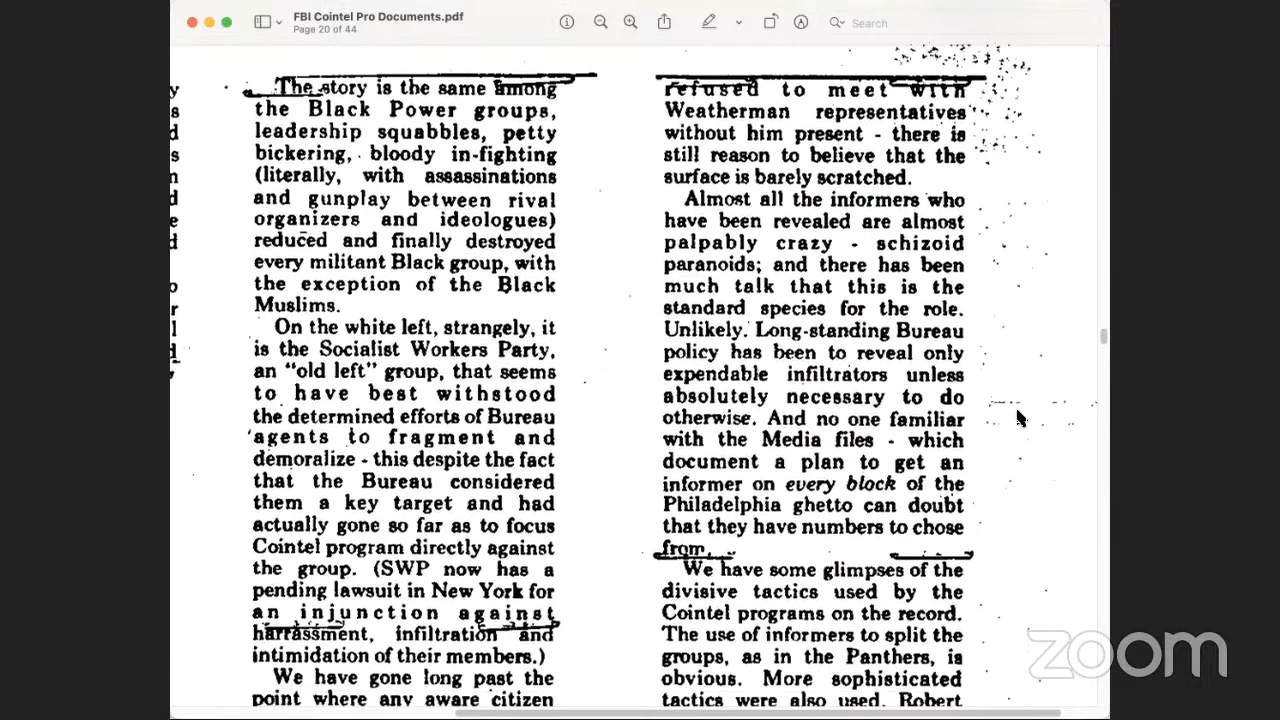 FBI Cointel Pro Documents.pdf
Page 20 of 44
Search
The story is the same among
the Black Power groups,
leadership squabbles, petty
bickering, bloody in-fighting
(literally, with assassinations
and gunplay between rival
organizers and ideologues)
reduced and finally destroyed
every militant Black group, with
the exception of the Black
Muslims.
On the white left, strangely, it
is the Socialist Workers Party,
an "old left" group, that seems
to have best withstood
the determined efforts of Bureau
agents to fragment and
demoralize - this despite the fact
that the Bureau considered
them a key target and had
actually gone so far as to focus
Cointel program directly against
the group. (SWP now has a
pending lawsuit in New York for
an injunction against
harrassment, infiltration and
intimidation of their members.)
We have gone long past the
point where any aware citizen
refused to meet with
Weatherman representatives
without him present - there is
still reason to believe that the
surface is barely scratched.
Almost all the informers who
have been revealed are almost
palpably crazy - schizoid
paranoids; and there has been
much talk that this is the
standard species for the role.
Unlikely. Long-standing Bureau
policy has been to reveal only
expendable infiltrators unless
absolutely necessary to do
otherwise. And no one familiar
with the Media files - which
document a plan to get an
informer on every block of the
Philadelphia ghetto can doubt
that they have numbers to chose
from.
We have some glimpses of the
divisive tactics used by the
Cointel programs on the record.
The use of informers to split the
groups, as in the Panthers, is
obvious. More sophisticated
tactics were also used. Robert
zoom